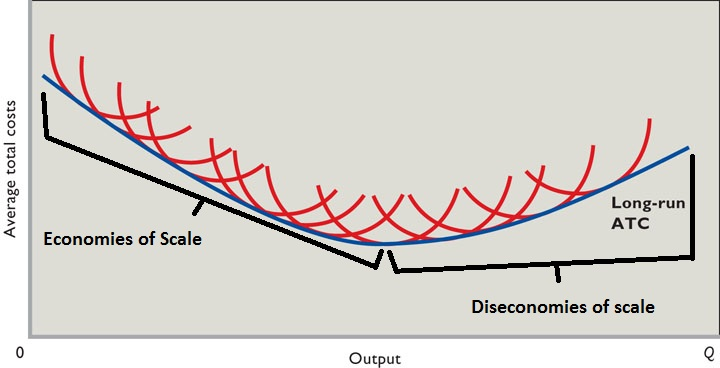 Average total costs
Economies of Scale
Long-run
ATC
Diseconomies of scale
0
Output
Q